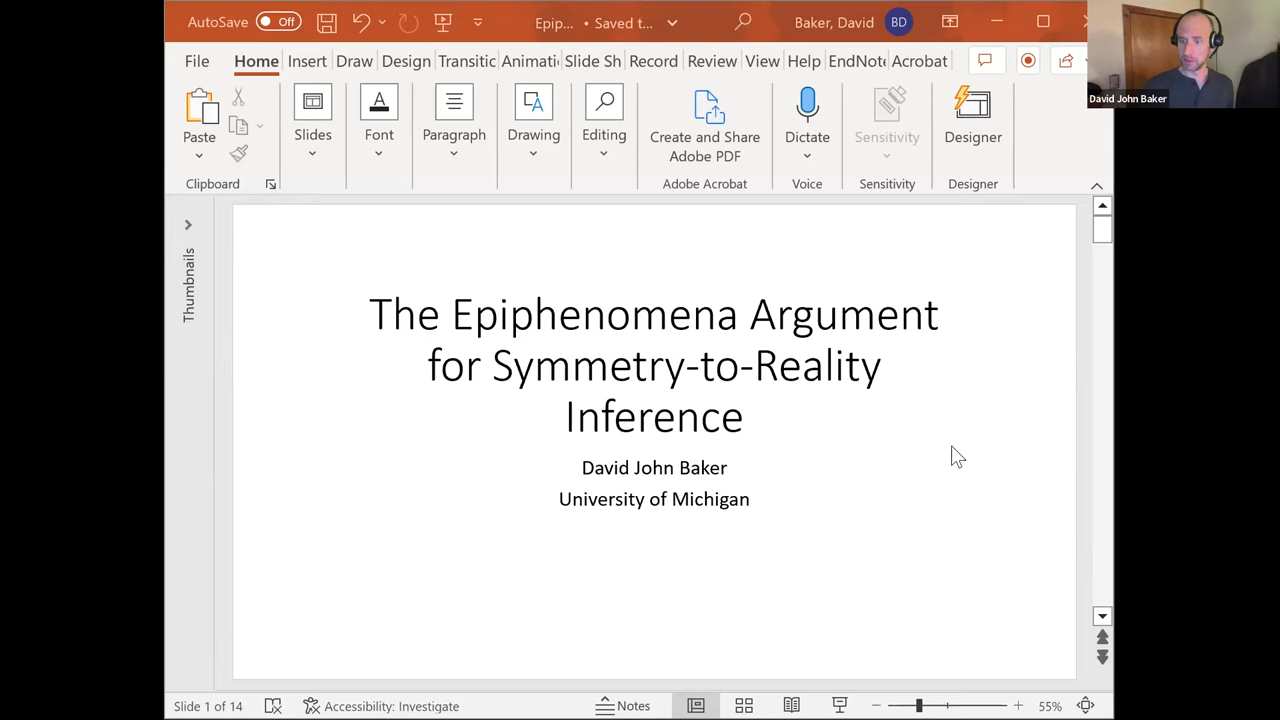 AutoSave Off Epip... • Saved t... Baker, David BD
File Home Insert Draw Design Transitic Animati Slide Sh Record Review View Help EndNote Acrobat
Paste Slides Font Paragraph Drawing Editing Create and Share Adobe PDF Dictate Sensitivity Designer
Clipboard Adobe Acrobat Voice Sensitivity Designer
David John Baker
Thumbnails
The Epiphenomena Argument
for Symmetry-to-Reality
Inference
David John Baker
University of Michigan
Slide 1 of 14 Accessibility: Investigate Notes 55%